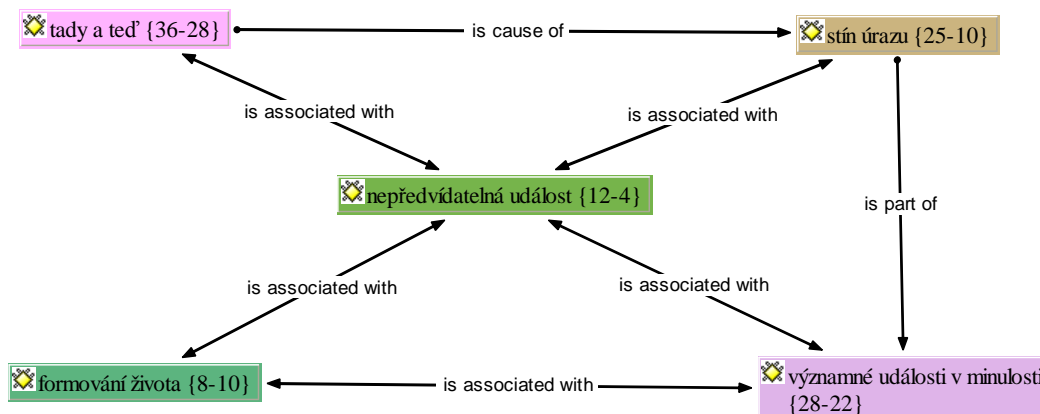 tady a teď {36-28}
is cause of
stín úrazu {25-10}
is associated with
is associated with
nepředvídatelná událost {12-4}
is part of
is associated with
is associated with
formování života {8-10}
is associated with
významné události v minulosti
{28-22}